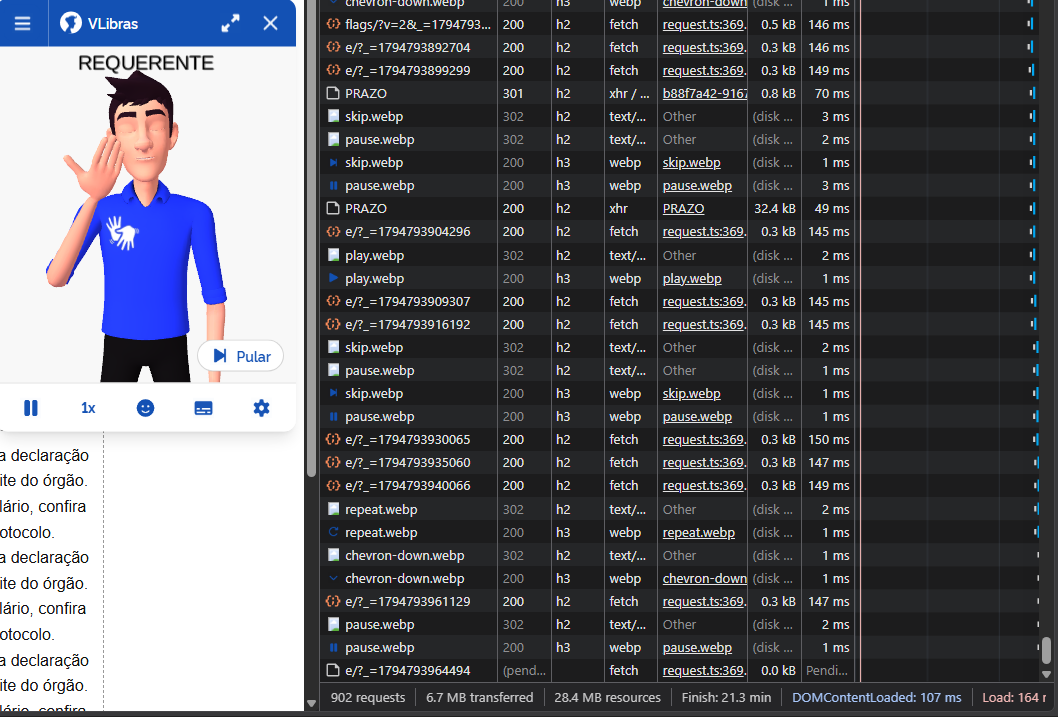 VLibras
REQUERENTE
Pular
1x
a declaração
ite do órgão.
lário, confira
otocolo.
a declaração
ite do órgão.
lário, confira
otocolo.
a declaração
ite do órgão.
lário, confira
chevron-down.webp 200 h3 webp chevron-down (disk ... 1 ms
flags/?v=2&_=1794793... 200 h2 fetch request.ts:369. 0.5 kB 146 ms
e/?_=1794793892704 200 h2 fetch request.ts:369. 0.3 kB 146 ms
e/?_=1794793899299 200 h2 fetch request.ts:369. 0.3 kB 149 ms
PRAZO 301 h2 xhr / ... b88f7a42-9167 0.8 kB 70 ms
skip.webp 302 h2 text/... Other (disk ... 3 ms
pause.webp 302 h2 text/... Other (disk ... 2 ms
skip.webp 200 h3 webp skip.webp (disk ... 1 ms
pause.webp 200 h3 webp pause.webp (disk ... 3 ms
PRAZO 200 h2 xhr PRAZO 32.4 kB 49 ms
e/?_=1794793904296 200 h2 fetch request.ts:369. 0.3 kB 145 ms
play.webp 302 h2 text/... Other (disk ... 2 ms
play.webp 200 h3 webp play.webp (disk ... 1 ms
e/?_=1794793909307 200 h2 fetch request.ts:369. 0.3 kB 145 ms
e/?_=1794793916192 200 h2 fetch request.ts:369. 0.3 kB 145 ms
skip.webp 302 h2 text/... Other (disk ... 2 ms
pause.webp 302 h2 text/... Other (disk ... 1 ms
skip.webp 200 h3 webp skip.webp (disk ... 1 ms
pause.webp 200 h3 webp pause.webp (disk ... 1 ms
e/?_=1794793930065 200 h2 fetch request.ts:369. 0.3 kB 150 ms
e/?_=1794793935060 200 h2 fetch request.ts:369. 0.3 kB 147 ms
e/?_=1794793940066 200 h2 fetch request.ts:369. 0.3 kB 149 ms
repeat.webp 302 h2 text/... Other (disk ... 2 ms
repeat.webp 200 h3 webp repeat.webp (disk ... 1 ms
chevron-down.webp 302 h2 text/... Other (disk ... 1 ms
chevron-down.webp 200 h3 webp chevron-down (disk ... 1 ms
e/?_=1794793961129 200 h2 fetch request.ts:369. 0.3 kB 147 ms
pause.webp 302 h2 text/... Other (disk ... 2 ms
pause.webp 200 h3 webp pause.webp (disk ... 1 ms
e/?_=1794793964494 (pend... fetch request.ts:369. 0.0 kB Pendi...
902 requests 6.7 MB transferred 28.4 MB resources Finish: 21.3 min DOMContentLoaded: 107 ms Load: 164 r